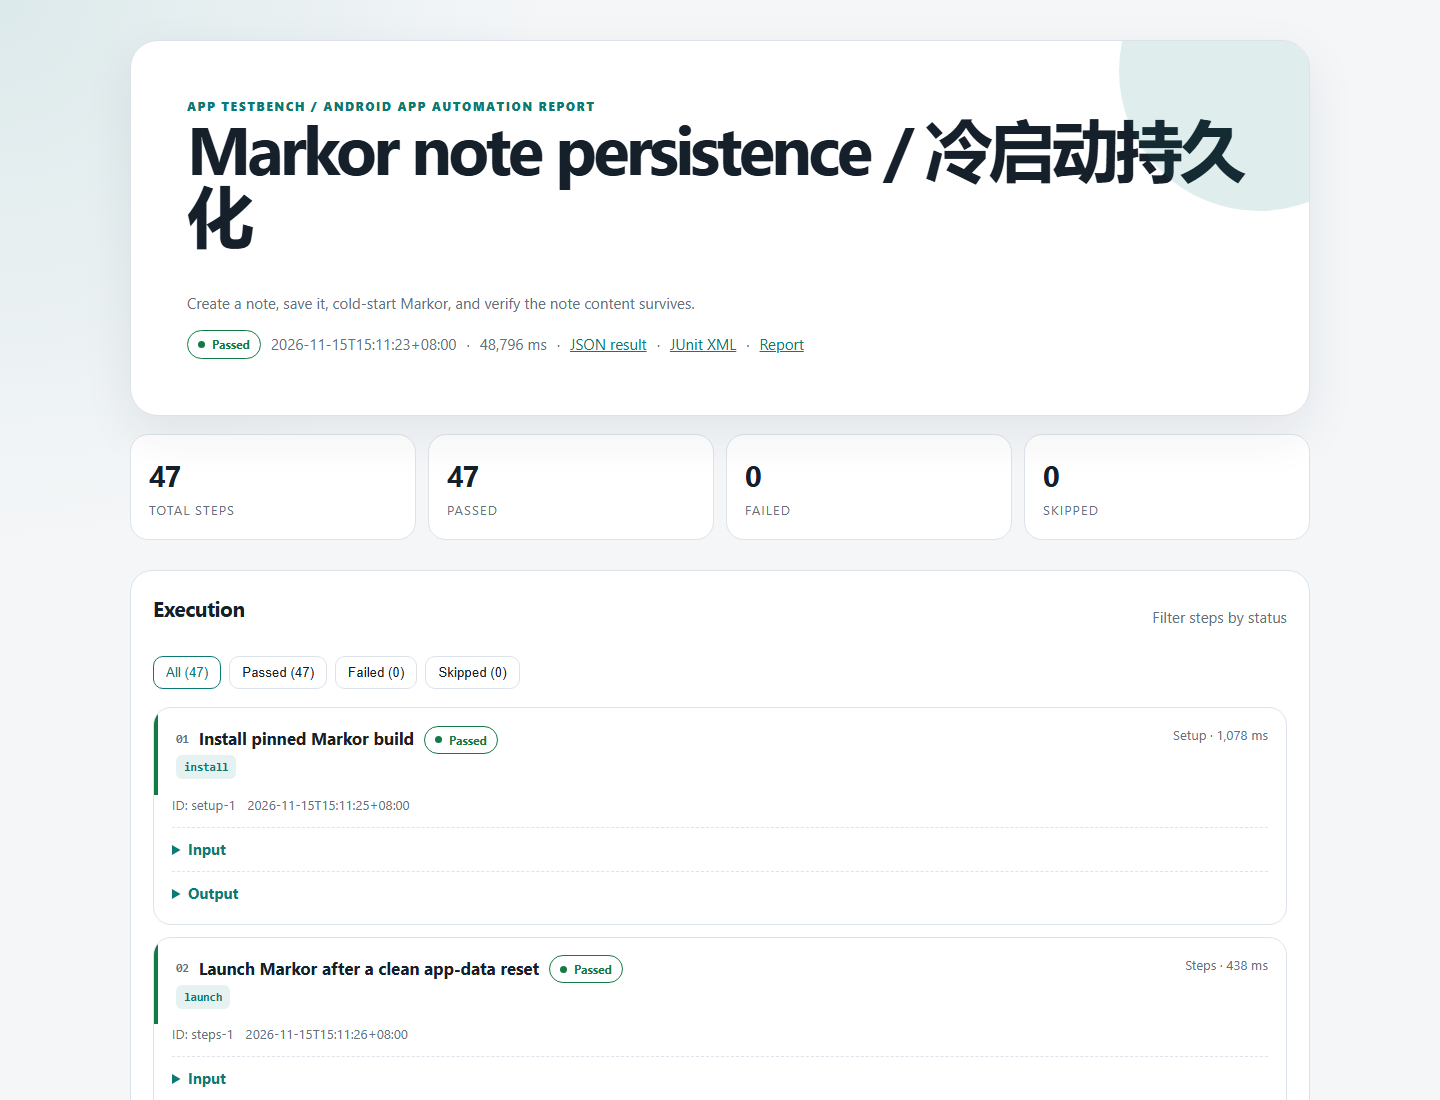 APP TESTBENCH / ANDROID APP AUTOMATION REPORT
Markor note persistence / 冷启动持久
化
Create a note, save it, cold-start Markor, and verify the note content survives.
Passed 2026-11-15T15:11:23+08:00 · 48,796 ms · JSON result · JUnit XML · Report
47
TOTAL STEPS
47
PASSED
0
FAILED
0
SKIPPED
Execution
Filter steps by status
All (47) Passed (47) Failed (0) Skipped (0)
01 Install pinned Markor build Passed Setup · 1,078 ms
install
ID: setup-1 2026-11-15T15:11:25+08:00
Input
Output
02 Launch Markor after a clean app-data reset Passed Steps · 438 ms
launch
ID: steps-1 2026-11-15T15:11:26+08:00
Input